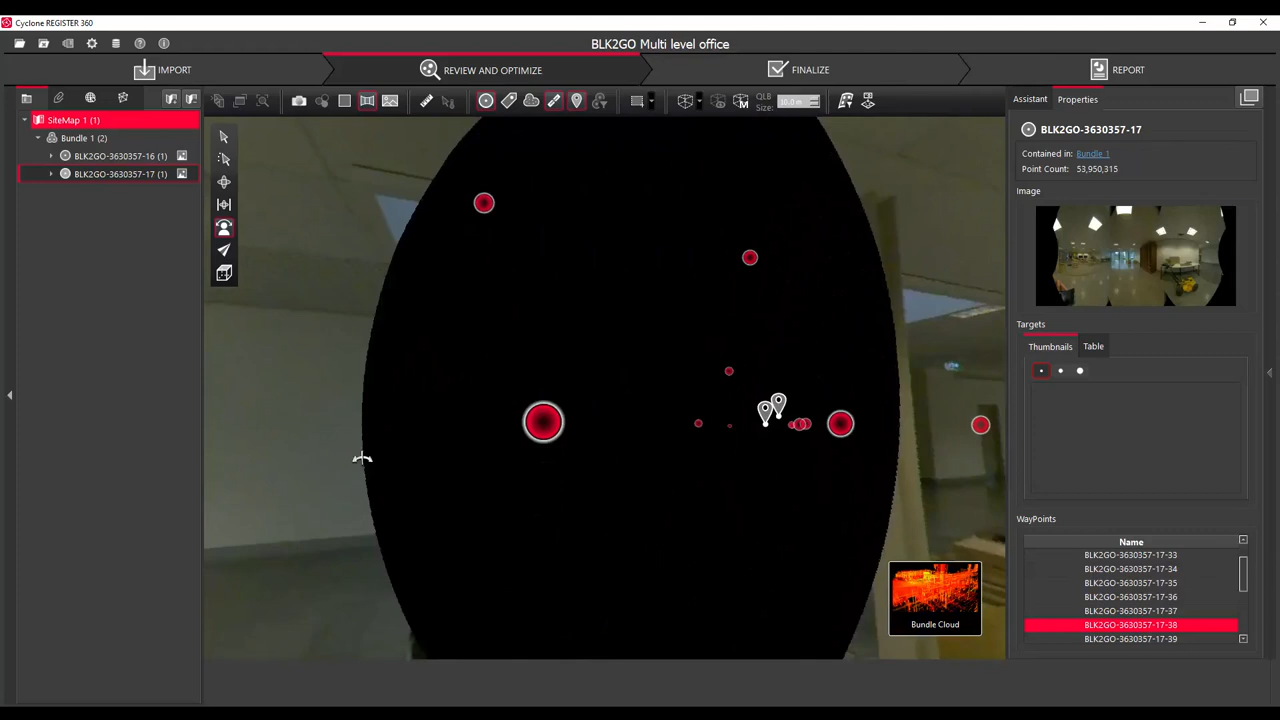 Cyclone REGISTER 360
BLK2GO Multi level office
IMPORT
REVIEW AND OPTIMIZE
FINALIZE
REPORT
QLB
Size:
10.0 m
SiteMap 1 (1)
Bundle 1 (2)
BLK2GO-3630357-16 (1)
BLK2GO-3630357-17 (1)
Bundle Cloud
Assistant
Properties
BLK2GO-3630357-17
Contained in: Bundle 1
Point Count: 53,950,315
Image
Targets
Thumbnails
Table
WayPoints
Name
BLK2GO-3630357-17-33
BLK2GO-3630357-17-34
BLK2GO-3630357-17-35
BLK2GO-3630357-17-36
BLK2GO-3630357-17-37
BLK2GO-3630357-17-38
BLK2GO-3630357-17-39